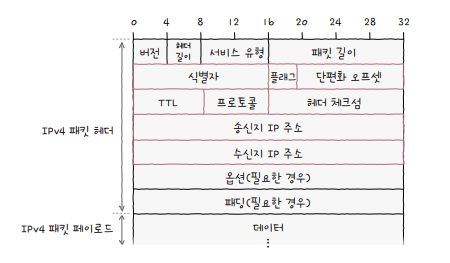 0 4 8 12 16 20 24 28 32
버전 헤더 길이 서비스 유형 패킷 길이
식별자 플래그 단편화 오프셋
TTL 프로토콜 헤더 체크섬
IPv4 패킷 헤더
송신지 IP 주소
수신지 IP 주소
옵션(필요한 경우)
패딩(필요한 경우)
IPv4 패킷 페이로드
데이터